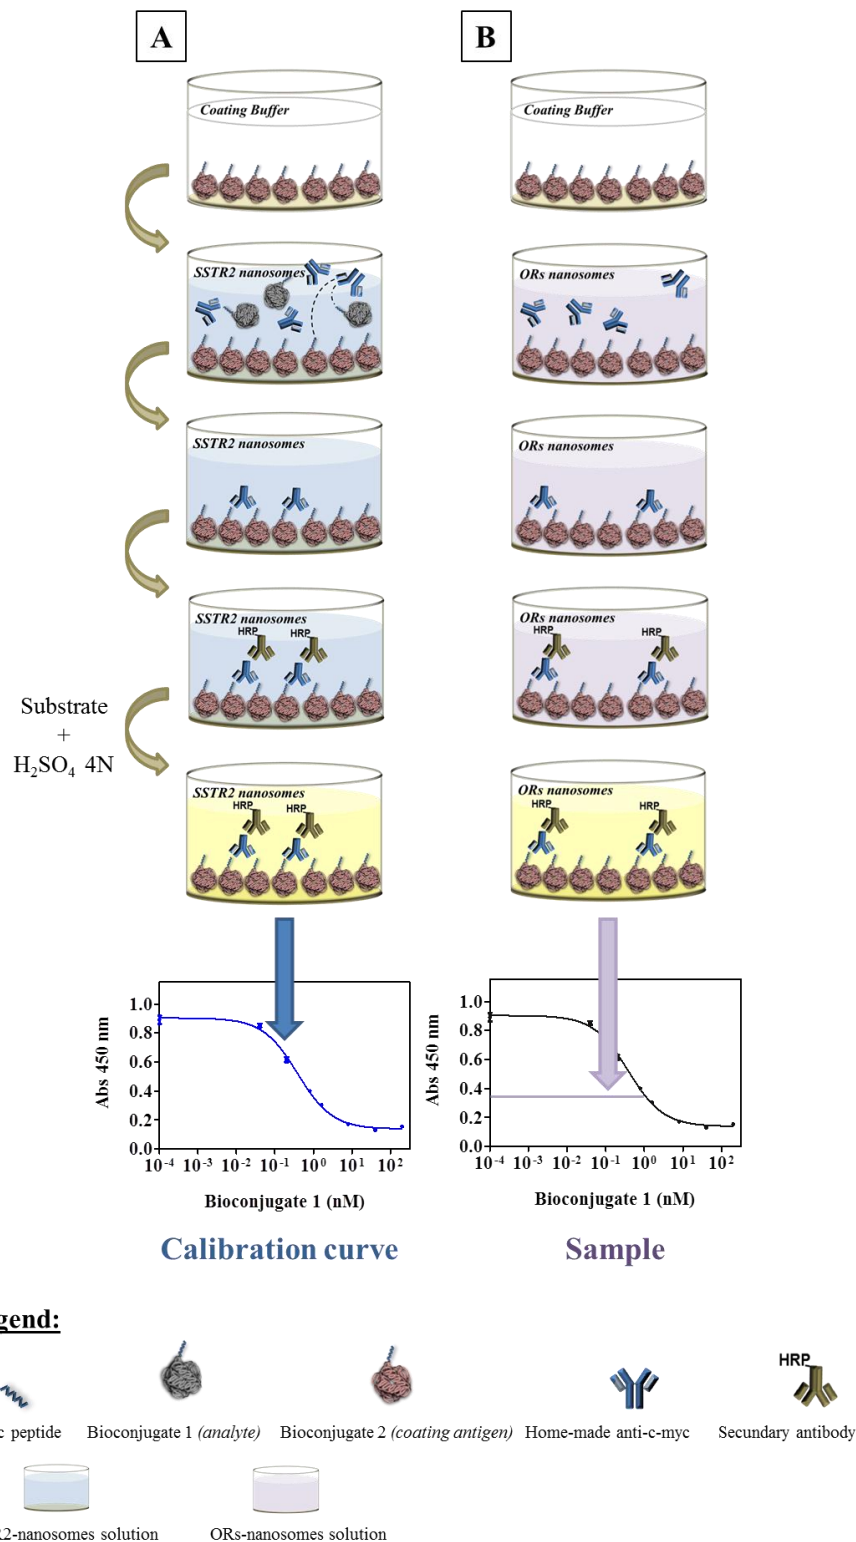 A
B
Coating Buffer
Coating Buffer
SSTR2 nanosomes
ORs nanosomes
SSTR2 nanosomes
ORs nanosomes
SSTR2 nanosomes
HRP
HRP
ORs nanosomes
HRP
HRP
Substrate
+
H₂SO₄ 4N
SSTR2 nanosomes
HRP
HRP
ORs nanosomes
HRP
HRP
Abs 450 nm
1.0
0.8
0.6
0.4
0.2
0.0
10⁻⁴ 10⁻³ 10⁻² 10⁻¹ 10⁰ 10¹ 10²
Bioconjugate 1 (nM)
Calibration curve
Abs 450 nm
1.0
0.8
0.6
0.4
0.2
0.0
10⁻⁴ 10⁻³ 10⁻² 10⁻¹ 10⁰ 10¹ 10²
Bioconjugate 1 (nM)
Sample
gend:
HRP
c peptide
Bioconjugate 1 (analyte)
Bioconjugate 2 (coating antigen)
Home-made anti-c-myc
Secundary antibody
R2-nanosomes solution
ORs-nanosomes solution